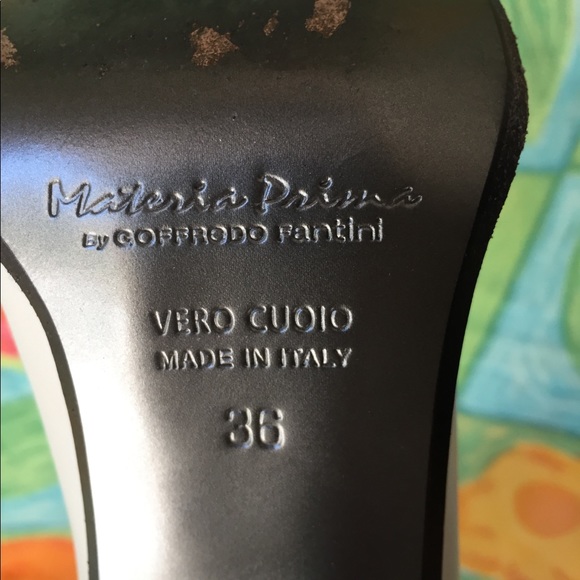 Materia Prima
By GOFFREDO Fantini
VERO CUOIO
MADE IN ITALY
36